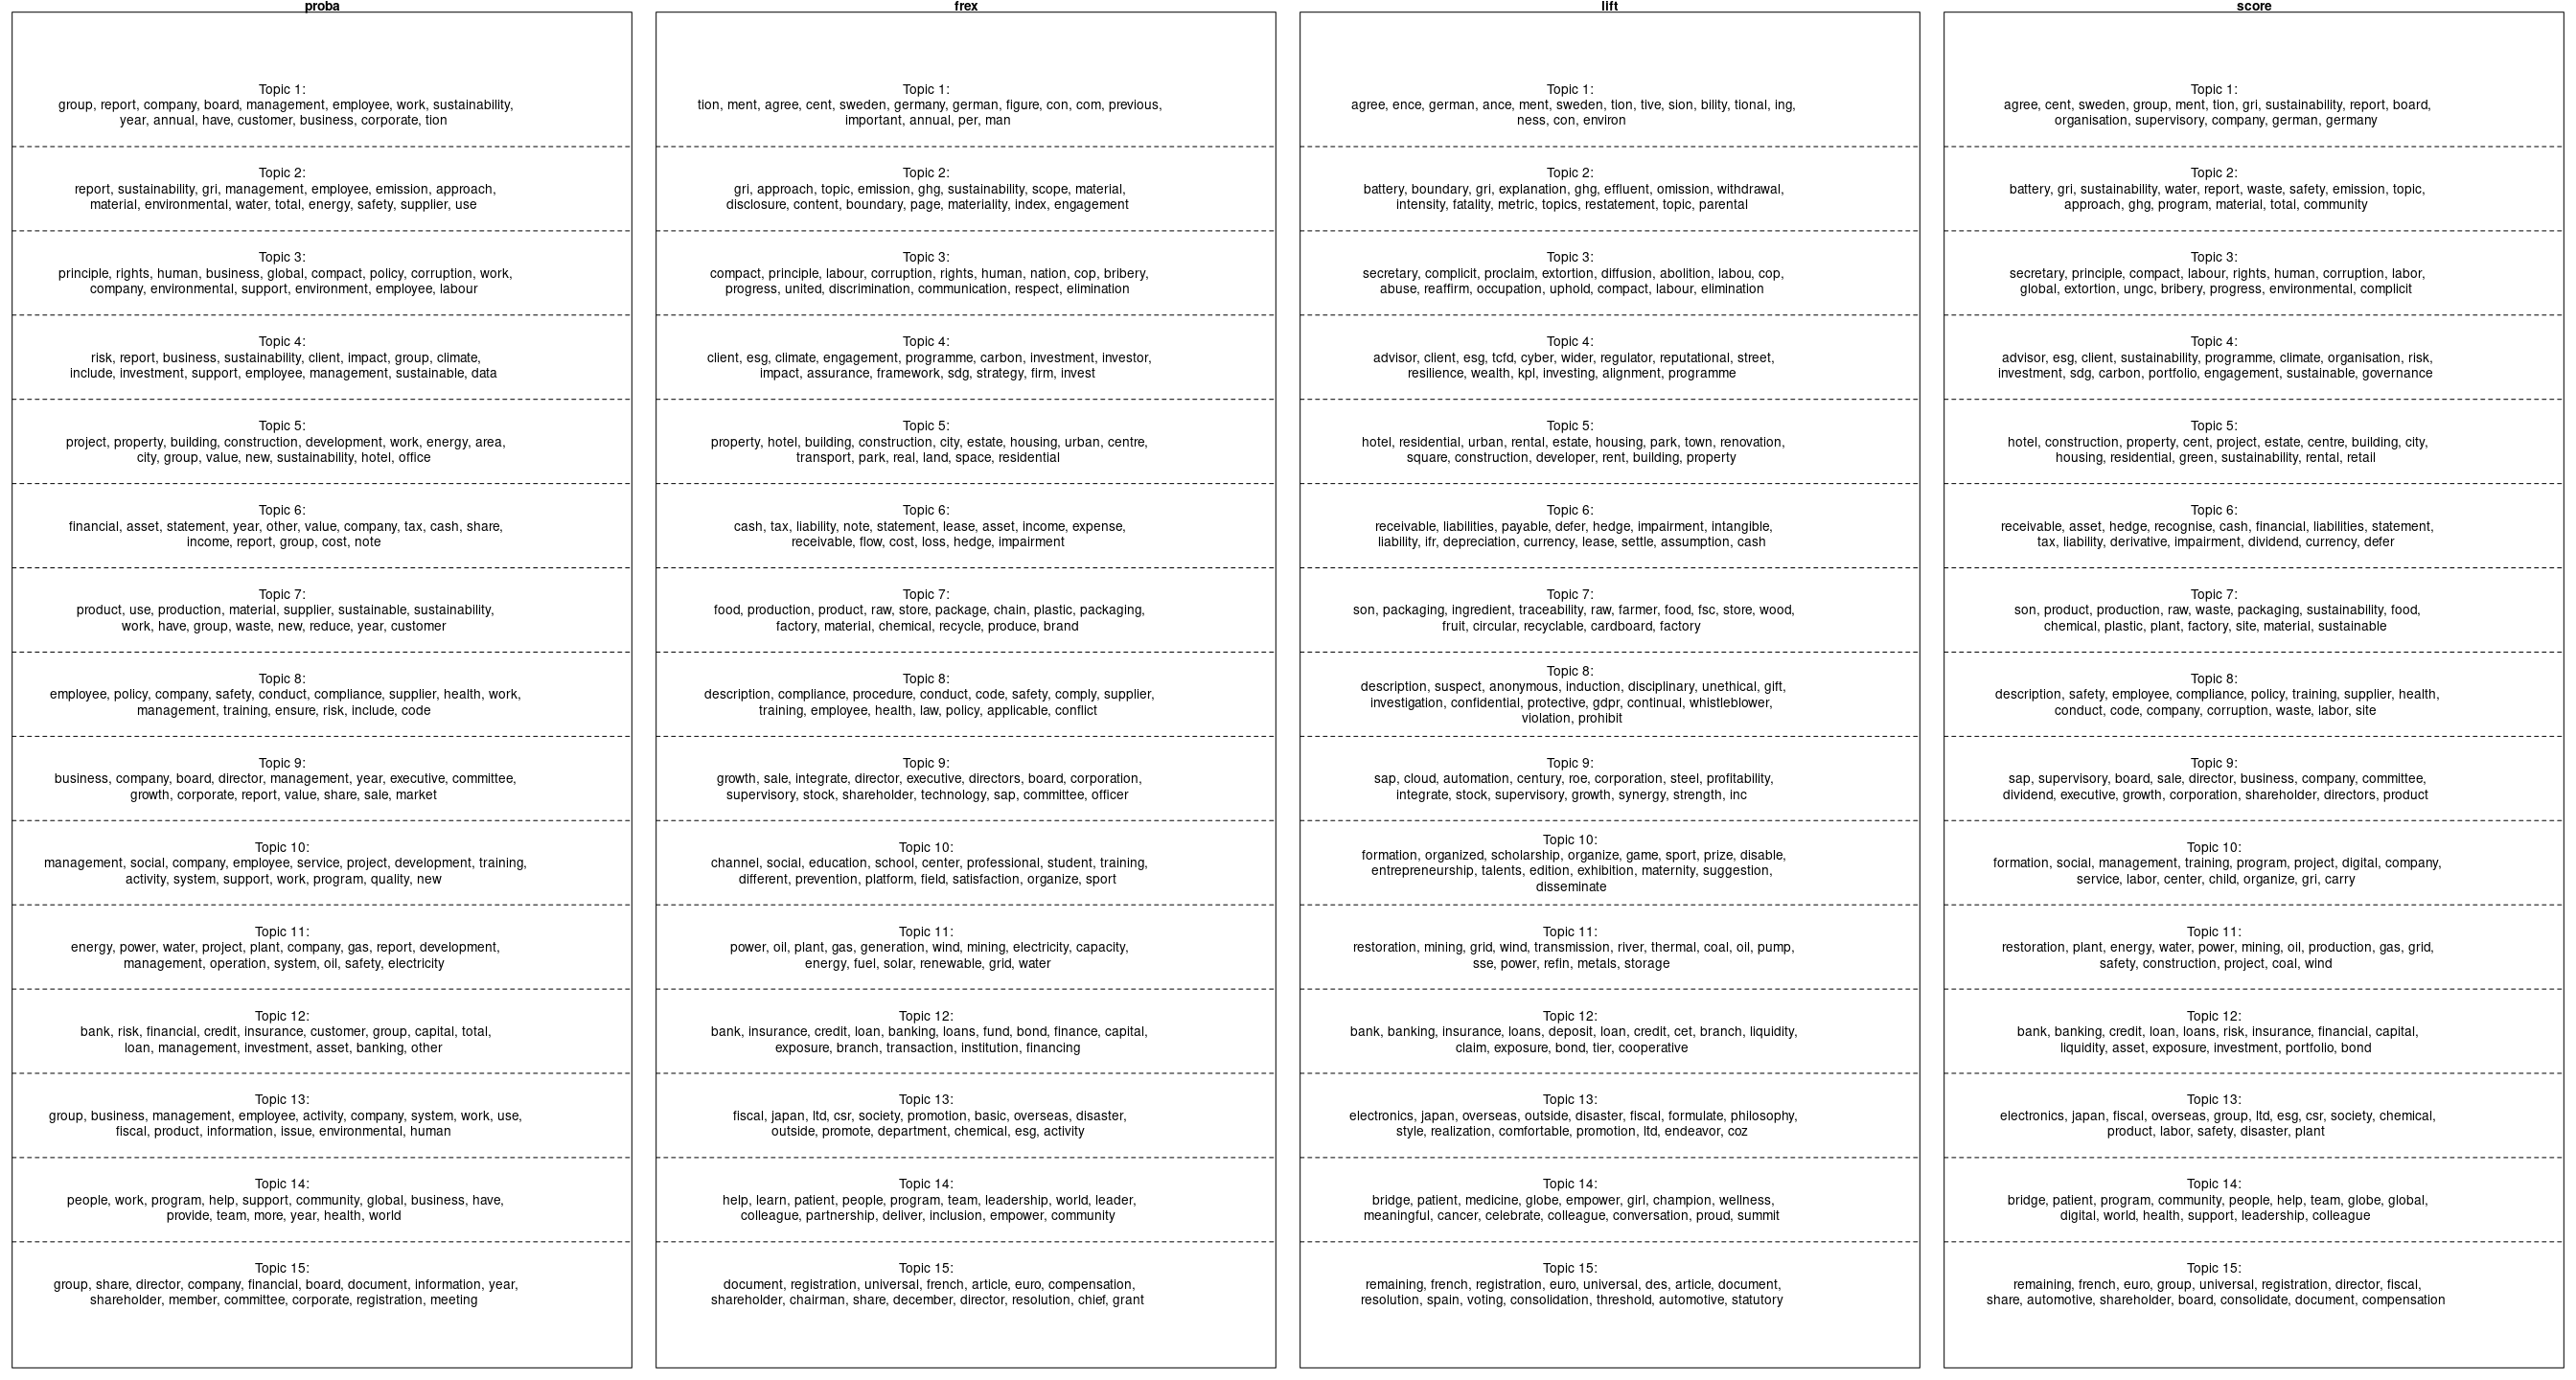 proba
Topic 1:
group, report, company, board, management, employee, work, sustainability,
year, annual, have, customer, business, corporate, tion
Topic 2:
report, sustainability, gri, management, employee, emission, approach,
material, environmental, water, total, energy, safety, supplier, use
Topic 3:
principle, rights, human, business, global, compact, policy, corruption, work,
company, environmental, support, environment, employee, labour
Topic 4:
risk, report, business, sustainability, client, impact, group, climate,
include, investment, support, employee, management, sustainable, data
Topic 5:
project, property, building, construction, development, work, energy, area,
city, group, value, new, sustainability, hotel, office
Topic 6:
financial, asset, statement, year, other, value, company, tax, cash, share,
income, report, group, cost, note
Topic 7:
product, use, production, material, supplier, sustainable, sustainability,
work, have, group, waste, new, reduce, year, customer
Topic 8:
employee, policy, company, safety, conduct, compliance, supplier, health, work,
management, training, ensure, risk, include, code
Topic 9:
business, company, board, director, management, year, executive, committee,
growth, corporate, report, value, share, sale, market
Topic 10:
management, social, company, employee, service, project, development, training,
activity, system, support, work, program, quality, new
Topic 11:
energy, power, water, project, plant, company, gas, report, development,
management, operation, system, oil, safety, electricity
Topic 12:
bank, risk, financial, credit, insurance, customer, group, capital, total,
loan, management, investment, asset, banking, other
Topic 13:
group, business, management, employee, activity, company, system, work, use,
fiscal, product, information, issue, environmental, human
Topic 14:
people, work, program, help, support, community, global, business, have,
provide, team, more, year, health, world
Topic 15:
group, share, director, company, financial, board, document, information, year,
shareholder, member, committee, corporate, registration, meeting
frex
Topic 1:
tion, ment, agree, cent, sweden, germany, german, figure, con, com, previous,
important, annual, per, man
Topic 2:
gri, approach, topic, emission, ghg, sustainability, scope, material,
disclosure, content, boundary, page, materiality, index, engagement
Topic 3:
compact, principle, labour, corruption, rights, human, nation, cop, bribery,
progress, united, discrimination, communication, respect, elimination
Topic 4:
client, esg, climate, engagement, programme, carbon, investment, investor,
impact, assurance, framework, sdg, strategy, firm, invest
Topic 5:
property, hotel, building, construction, city, estate, housing, urban, centre,
transport, park, real, land, space, residential
Topic 6:
cash, tax, liability, note, statement, lease, asset, income, expense,
receivable, flow, cost, loss, hedge, impairment
Topic 7:
food, production, product, raw, store, package, chain, plastic, packaging,
factory, material, chemical, recycle, produce, brand
Topic 8:
description, compliance, procedure, conduct, code, safety, comply, supplier,
training, employee, health, law, policy, applicable, conflict
Topic 9:
growth, sale, integrate, director, executive, directors, board, corporation,
supervisory, stock, shareholder, technology, sap, committee, officer
Topic 10:
channel, social, education, school, center, professional, student, training,
different, prevention, platform, field, satisfaction, organize, sport
Topic 11:
power, oil, plant, gas, generation, wind, mining, electricity, capacity,
energy, fuel, solar, renewable, grid, water
Topic 12:
bank, insurance, credit, loan, banking, loans, fund, bond, finance, capital,
exposure, branch, transaction, institution, financing
Topic 13:
fiscal, japan, ltd, csr, society, promotion, basic, overseas, disaster,
outside, promote, department, chemical, esg, activity
Topic 14:
help, learn, patient, people, program, team, leadership, world, leader,
colleague, partnership, deliver, inclusion, empower, community
Topic 15:
document, registration, universal, french, article, euro, compensation,
shareholder, chairman, share, december, director, resolution, chief, grant
lift
Topic 1:
agree, ence, german, ance, ment, sweden, tion, tive, sion, bility, tional, ing,
ness, con, environ
Topic 2:
battery, boundary, gri, explanation, ghg, effluent, omission, withdrawal,
intensity, fatality, metric, topics, restatement, topic, parental
Topic 3:
secretary, complicit, proclaim, extortion, diffusion, abolition, labou, cop,
abuse, reaffirm, occupation, uphold, compact, labour, elimination
Topic 4:
advisor, client, esg, tcfd, cyber, wider, regulator, reputational, street,
resilience, wealth, kpl, investing, alignment, programme
Topic 5:
hotel, residential, urban, rental, estate, housing, park, town, renovation,
square, construction, developer, rent, building, property
Topic 6:
receivable, liabilities, payable, defer, hedge, impairment, intangible,
liability, ifr, depreciation, currency, lease, settle, assumption, cash
Topic 7:
son, packaging, ingredient, traceability, raw, farmer, food, fsc, store, wood,
fruit, circular, recyclable, cardboard, factory
Topic 8:
description, suspect, anonymous, induction, disciplinary, unethical, gift,
investigation, confidential, protective, gdpr, continual, whistleblower,
violation, prohibit
Topic 9:
sap, cloud, automation, century, roe, corporation, steel, profitability,
integrate, stock, supervisory, growth, synergy, strength, inc
Topic 10:
formation, organized, scholarship, organize, game, sport, prize, disable,
entrepreneurship, talents, edition, exhibition, maternity, suggestion,
disseminate
Topic 11:
restoration, mining, grid, wind, transmission, river, thermal, coal, oil, pump,
sse, power, refin, metals, storage
Topic 12:
bank, banking, insurance, loans, deposit, loan, credit, cet, branch, liquidity,
claim, exposure, bond, tier, cooperative
Topic 13:
electronics, japan, overseas, outside, disaster, fiscal, formulate, philosophy,
style, realization, comfortable, promotion, ltd, endeavor, coz
Topic 14:
bridge, patient, medicine, globe, empower, girl, champion, wellness,
meaningful, cancer, celebrate, colleague, conversation, proud, summit
Topic 15:
remaining, french, registration, euro, universal, des, article, document,
resolution, spain, voting, consolidation, threshold, automotive, statutory
score
Topic 1:
agree, cent, sweden, group, ment, tion, gri, sustainability, report, board,
organisation, supervisory, company, german, germany
Topic 2:
battery, gri, sustainability, water, report, waste, safety, emission, topic,
approach, ghg, program, material, total, community
Topic 3:
secretary, principle, compact, labour, rights, human, corruption, labor,
global, extortion, ungc, bribery, progress, environmental, complicit
Topic 4:
advisor, esg, client, sustainability, programme, climate, organisation, risk,
investment, sdg, carbon, portfolio, engagement, sustainable, governance
Topic 5:
hotel, construction, property, cent, project, estate, centre, building, city,
housing, residential, green, sustainability, rental, retail
Topic 6:
receivable, asset, hedge, recognise, cash, financial, liabilities, statement,
tax, liability, derivative, impairment, dividend, currency, defer
Topic 7:
son, product, production, raw, waste, packaging, sustainability, food,
chemical, plastic, plant, factory, site, material, sustainable
Topic 8:
description, safety, employee, compliance, policy, training, supplier, health,
conduct, code, company, corruption, waste, labor, site
Topic 9:
sap, supervisory, board, sale, director, business, company, committee,
dividend, executive, growth, corporation, shareholder, directors, product
Topic 10:
formation, social, management, training, program, project, digital, company,
service, labor, center, child, organize, gri, carry
Topic 11:
restoration, plant, energy, water, power, mining, oil, production, gas, grid,
safety, construction, project, coal, wind
Topic 12:
bank, banking, credit, loan, loans, risk, insurance, financial, capital,
liquidity, asset, exposure, investment, portfolio, bond
Topic 13:
electronics, japan, fiscal, overseas, group, ltd, esg, csr, society, chemical,
product, labor, safety, disaster, plant
Topic 14:
bridge, patient, program, community, people, help, team, globe, global,
digital, world, health, support, leadership, colleague
Topic 15:
remaining, french, euro, group, universal, registration, director, fiscal,
share, automotive, shareholder, board, consolidate, document, compensation